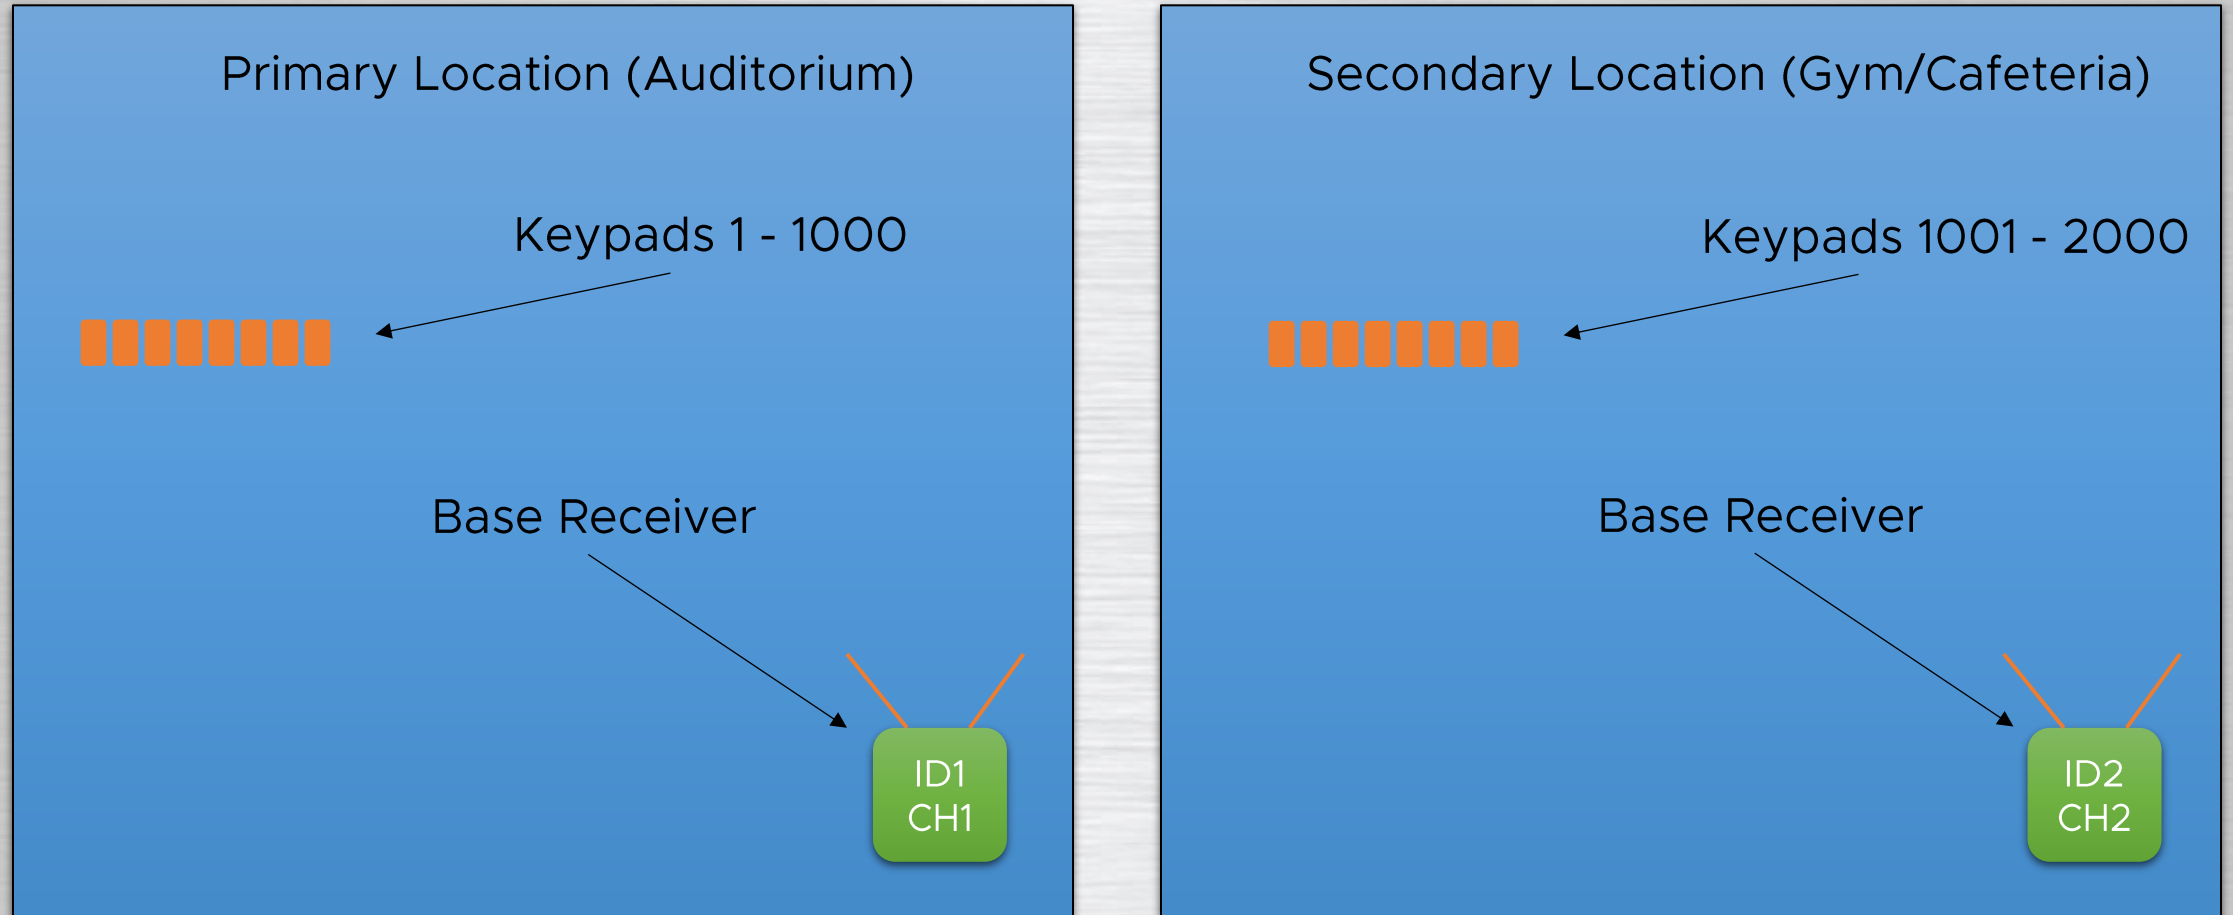 Primary Location (Auditorium)
Keypads 1 - 1000
Base Receiver
ID1
CH1
Secondary Location (Gym/Cafeteria)
Keypads 1001 - 2000
Base Receiver
ID2
CH2